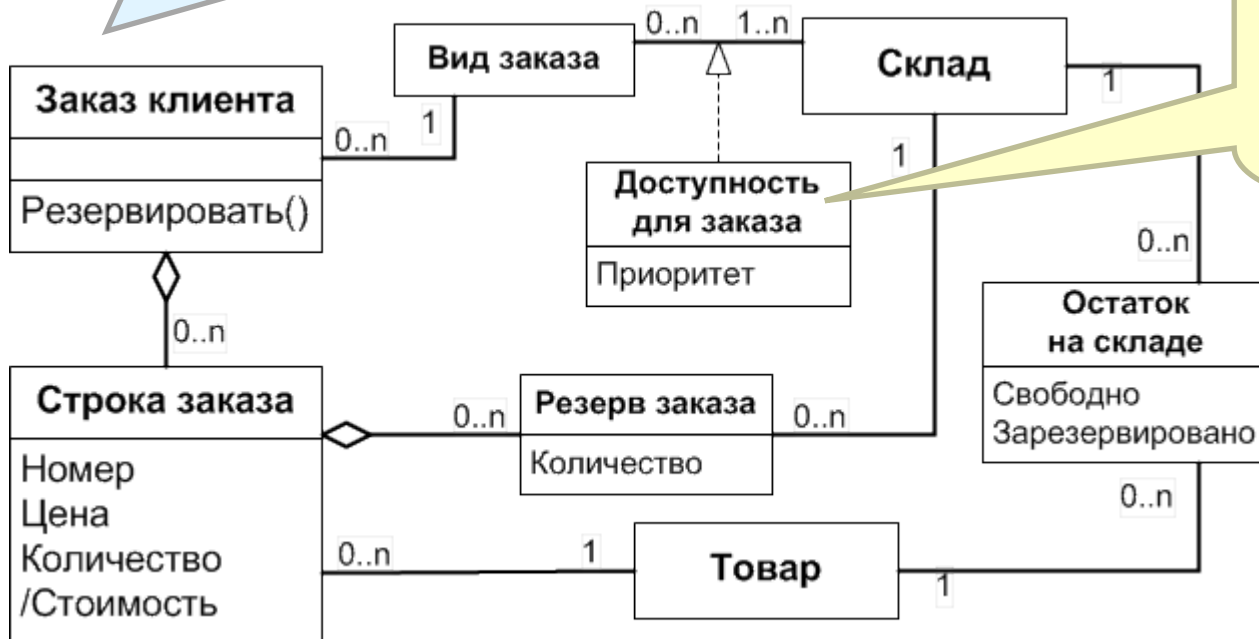 0..n
1..n
Вид заказа
Склад
Заказ клиента
0..n
1
1
1
Резервировать()
Доступность
для заказа
Приоритет
0..n
Остаток
на складе
Свободно
Зарезервировано
0..n
Строка заказа
Номер
Цена
Количество
/Стоимость
0..n
Резерв заказа
Количество
0..n
0..n
0..n
1
Товар
1